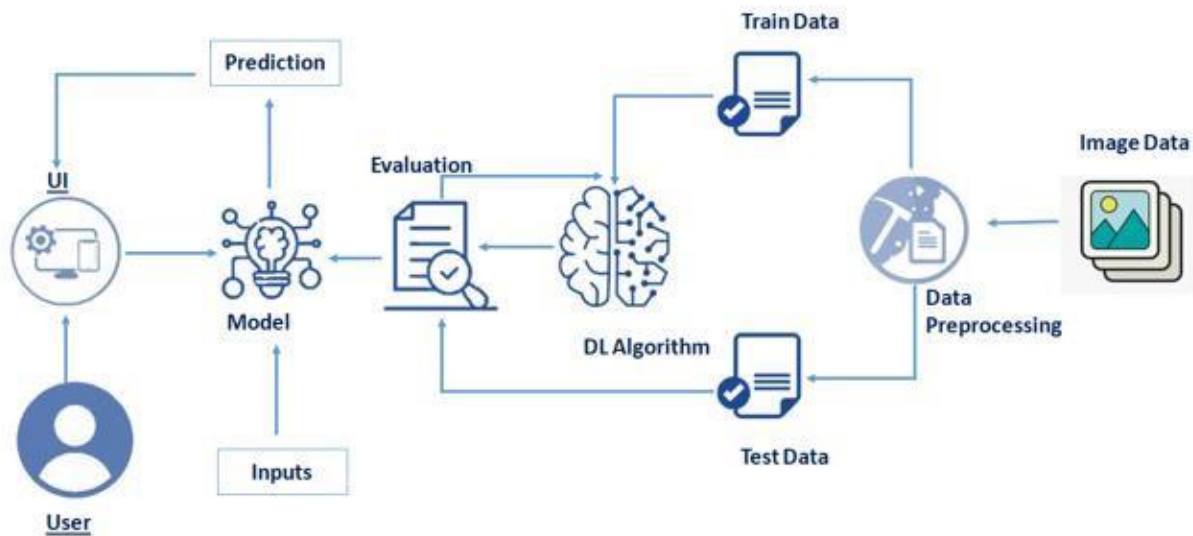 Train Data
Prediction
Image Data
Evaluation
UI
Model
DL Algorithm
Data
Preprocessing
Inputs
Test Data
User